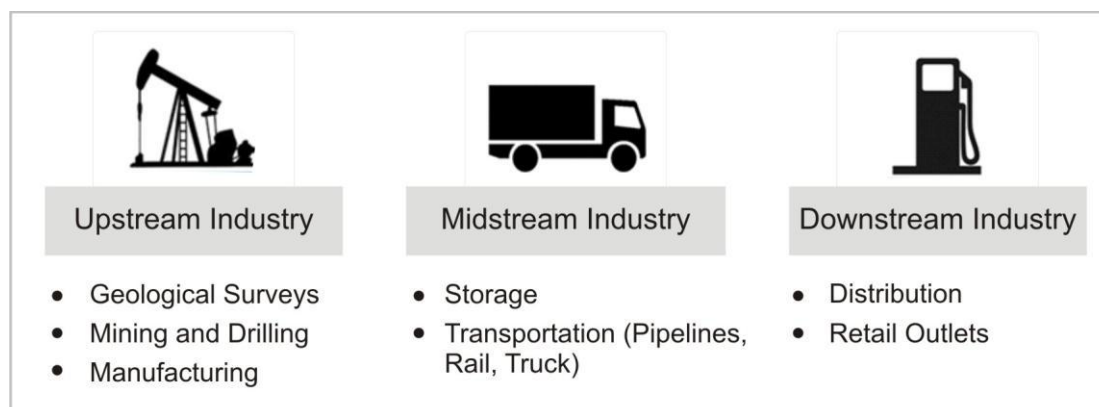 Upstream Industry
● Geological Surveys
● Mining and Drilling
● Manufacturing
Midstream Industry
● Storage
● Transportation (Pipelines,
Rail, Truck)
Downstream Industry
● Distribution
● Retail Outlets